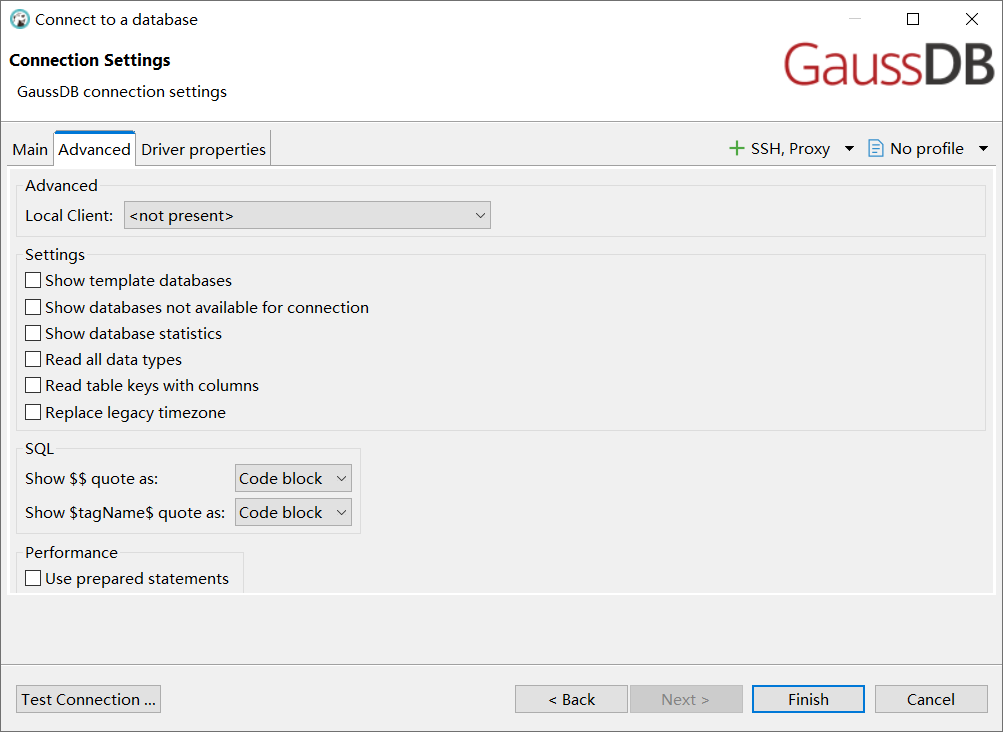 Connect to a database
Connection Settings
GaussDB connection settings
GaussDB
Main Advanced Driver properties SSH, Proxy No profile
Advanced
Local Client: <not present>
Settings
Show template databases
Show databases not available for connection
Show database statistics
Read all data types
Read table keys with columns
Replace legacy timezone
SQL
Show $$ quote as: Code block
Show $tagName$ quote as: Code block
Performance
Use prepared statements
Test Connection ... < Back Next > Finish Cancel